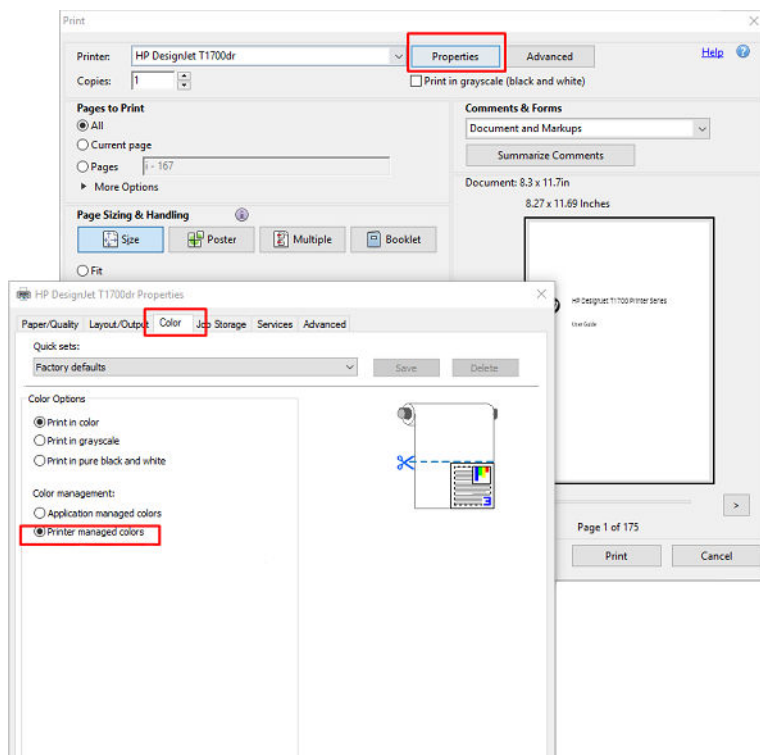 Print
Printer: HP DesignJet T1700dr Properties Advanced Help ?
Copies: 1 Print in grayscale (black and white)
Pages to Print
All
Current page
Pages i - 167
More Options
Comments & Forms
Document and Markups
Summarize Comments
Page Sizing & Handling
Size Poster Multiple Booklet
Fit
Document: 8.3 x 11.7in
8.27 x 11.69 Inches
HP DesignJet T1700 Printer Series
User Guide
>
Page 1 of 175
Print Cancel
HP DesignJet T1700dr Properties
Paper/Quality Layout/Output Color Job Storage Services Advanced
Quick sets:
Factory defaults Save Delete
Color Options
Print in color
Print in grayscale
Print in pure black and white
Color management:
Application managed colors
Printer managed colors
3